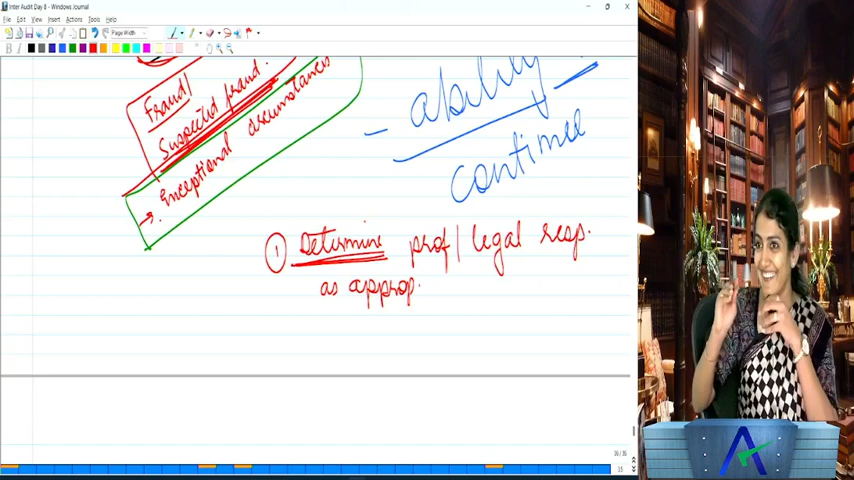 Inter Audit Day 8 - Windows Journal
File Edit View Insert Actions Tools Help
Page Width
Fraud/
Suspected fraud.
→ Exceptional circumstances
- ability
continue
① Determine prof/legal resp.
as approp.